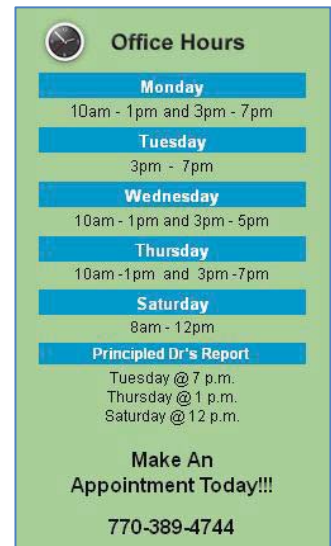 Office Hours
Monday
10am - 1pm and 3pm - 7pm
Tuesday
3pm - 7pm
Wednesday
10am - 1pm and 3pm - 5pm
Thursday
10am -1pm and 3pm -7pm
Saturday
8am - 12pm
Principled Dr's Report
Tuesday @ 7 p.m.
Thursday @ 1 p.m.
Saturday @ 12 p.m.
Make An
Appointment Today!!!
770-389-4744